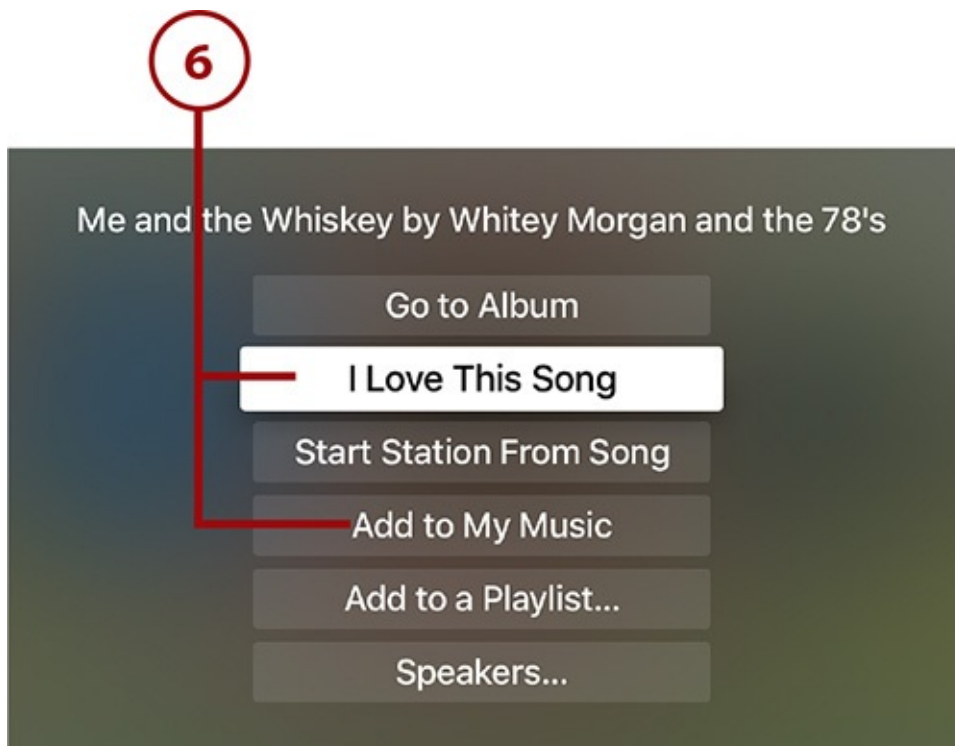 6
Me and the Whiskey by Whitey Morgan and the 78's
Go to Album
I Love This Song
Start Station From Song
Add to My Music
Add to a Playlist...
Speakers...